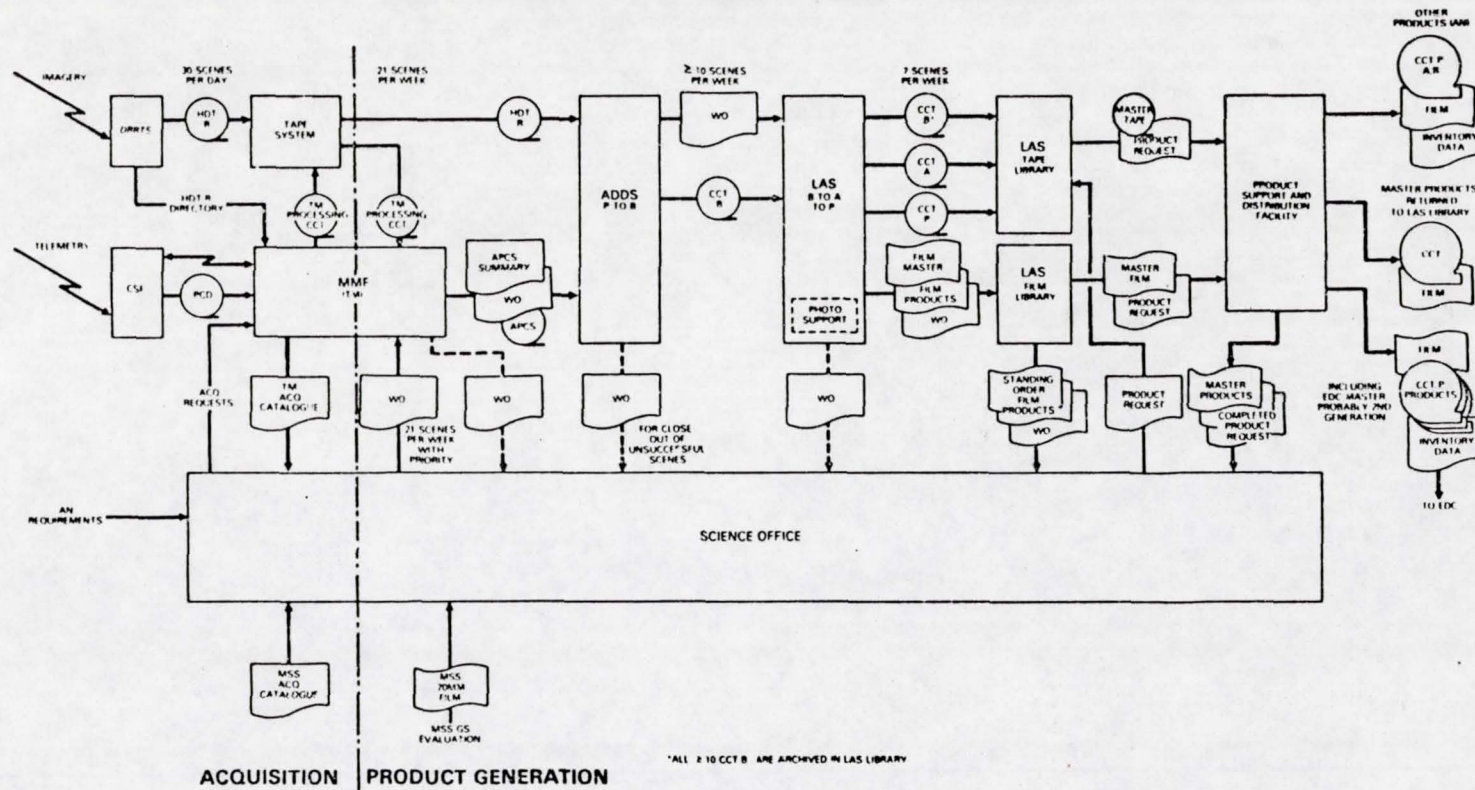 OTHER
PRODUCTS (AN)
IMAGERY
30 SCENES
PER DAY
21 SCENES
PER WEEK
≥ 10 SCENES
PER WEEK
7 SCENES
PER WEEK
CCT P
A,B
FILM
INVENTORY
DATA
DRRTS
HDT
R
TAPE
SYSTEM
HDT
R
WO
CCT
B*
CCT
A
CCT
P
LAS
TAPE
LIBRARY
MASTER
TAPE
PRODUCT
REQUEST
ADDS
P TO B
CCT
B
LAS
B TO A
TO P
PRODUCT
SUPPORT AND
DISTRIBUTION
FACILITY
MASTER PRODUCTS
RETURNED
TO LAS LIBRARY
CCT
FILM
HDT R
DIRECTORY
TM
PROCESSING
CCT
TM
PROCESSING
CCT
TELEMETRY
CSF
PCD
MMF
APCS
SUMMARY
WO
APCS
PHOTO
SUPPORT
FILM
MASTER
FILM
PRODUCTS
WO
LAS
FILM
LIBRARY
MASTER
FILM
PRODUCT
REQUEST
ACQ
REQUESTS
TM
ACQ
CATALOGUE
WO
21 SCENES
PER WEEK
WITH
PRIORITY
WO
WO
FOR CLOSE
OUT OF
UNSUCCESSFUL
SCENES
WO
STANDING
ORDER
FILM
PRODUCTS
WO
PRODUCT
REQUEST
MASTER
PRODUCTS
COMPLETED
PRODUCT
REQUEST
INCLUDING
EDC MASTER
PROBABLY 2ND
GENERATION
FILM
CCT P
PRODUCTS
INVENTORY
DATA
TO EDC
AN
REQUIREMENTS
SCIENCE OFFICE
MSS
ACQ
CATALOGUE
MSS
70MM
FILM
MSS GS
EVALUATION
*ALL ≥ 10 CCT B ARE ARCHIVED IN LAS LIBRARY
ACQUISITION
PRODUCT GENERATION